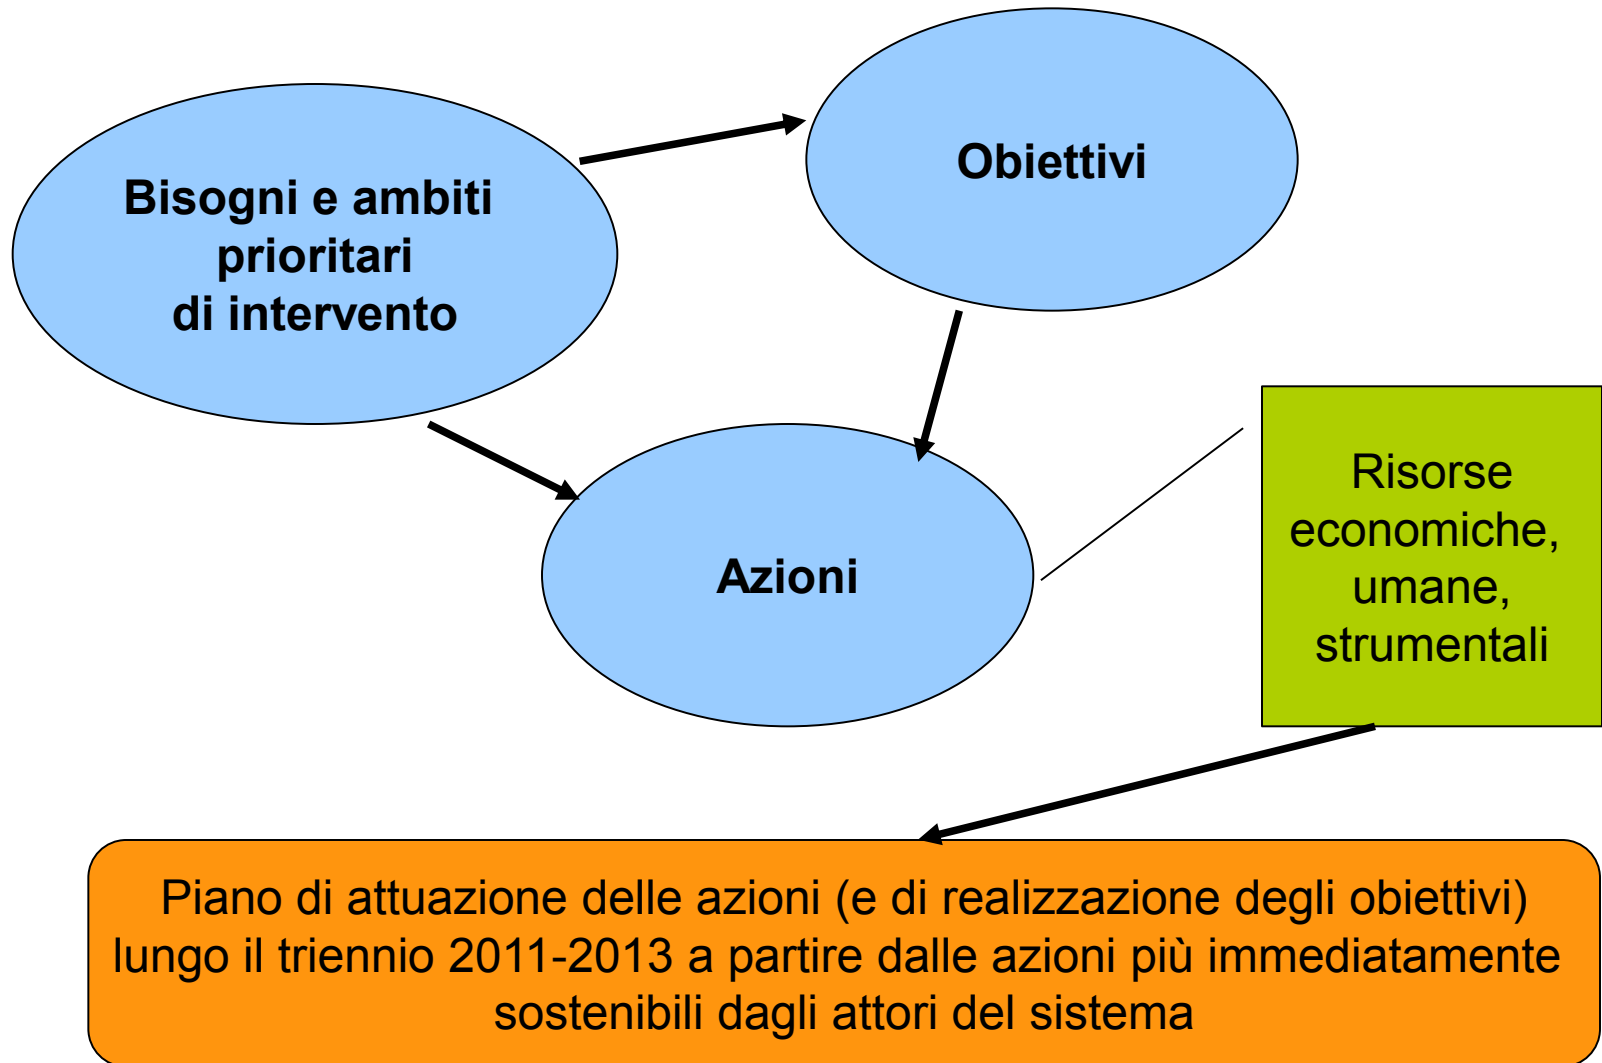 Obiettivi
Bisogni e ambiti
prioritari
di intervento
Azioni
Risorse
economiche,
umane,
strumentali
Piano di attuazione delle azioni (e di realizzazione degli obiettivi)
lungo il triennio 2011-2013 a partire dalle azioni più immediatamente
sostenibili dagli attori del sistema